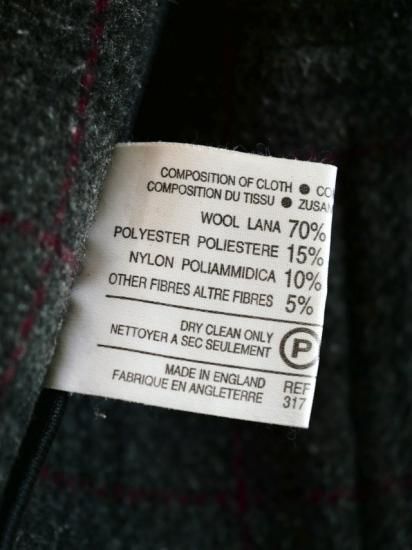 COMPOSITION OF CLOTH ●
COMPOSITION DU TISSU ●
WOOL LANA 70%
POLYESTER POLIESTERE 15%
NYLON POLIAMMIDICA 10%
OTHER FIBRES ALTRE FIBRES 5%
DRY CLEAN ONLY
NETTOYER A SEC SEULEMENT
P
MADE IN ENGLAND
FABRIQUE EN ANGLETERRE
REF
317